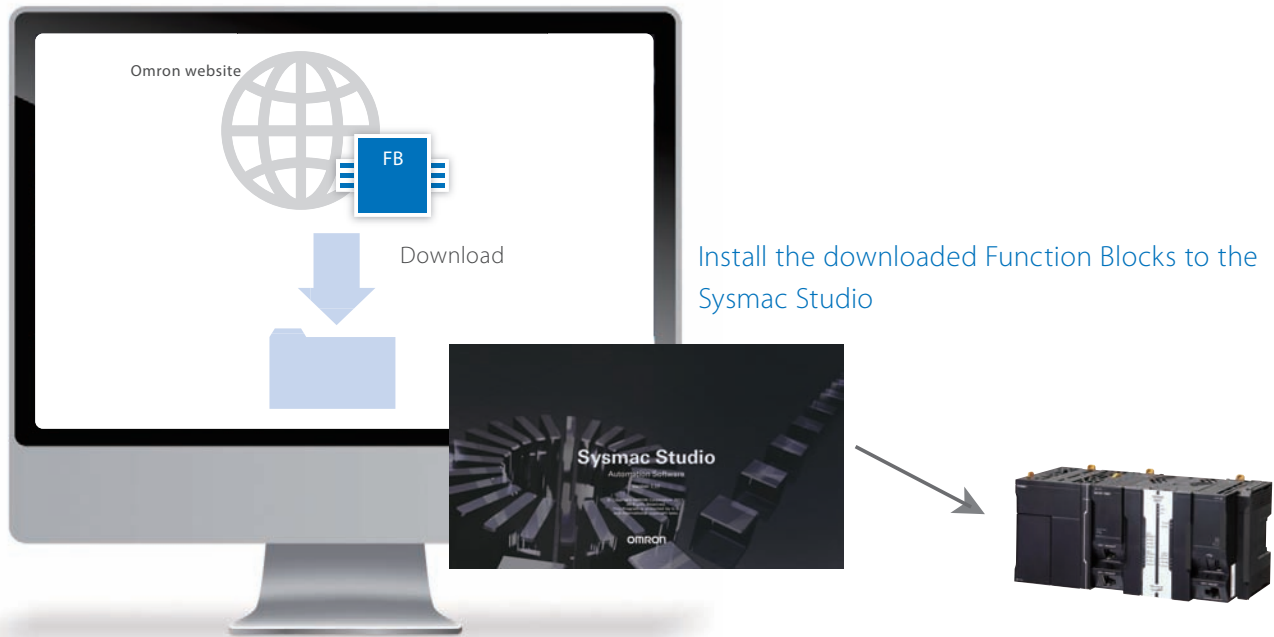 Omron website
FB
Download
Install the downloaded Function Blocks to the
Sysmac Studio
Sysmac Studio
Automation Software
OMRON